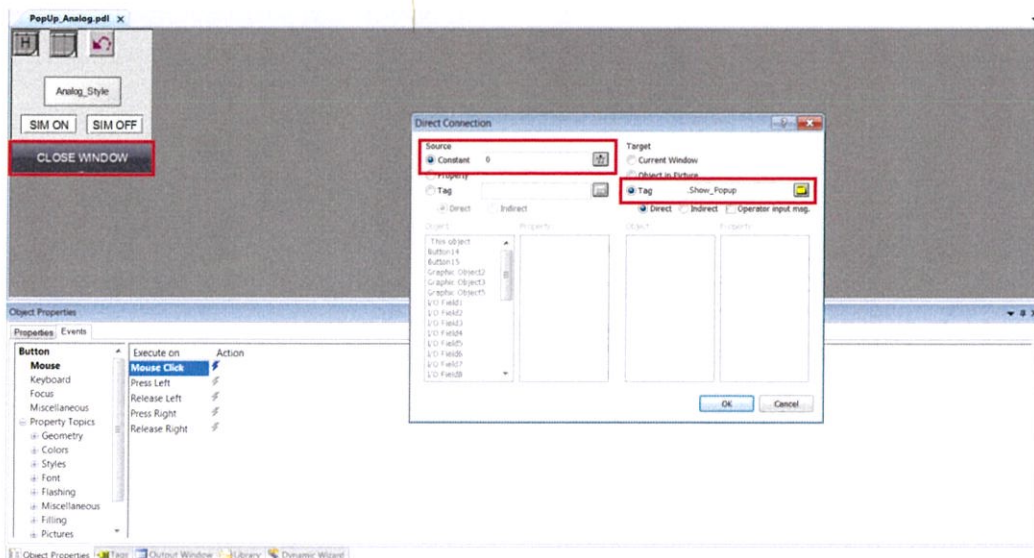 PopUp_Analog.pdl X
H
Analog_Style
SIM ON SIM OFF
CLOSE WINDOW
Direct Connection
Source
Constant 0
Property
Tag
Direct Indirect
Object Property
This object
Button14
Button15
Graphic Object2
Graphic Object3
Graphic Object5
I/O Field1
I/O Field2
I/O Field3
I/O Field4
I/O Field5
I/O Field6
I/O Field7
I/O Field8
Target
Current Window
Object in Picture
Tag .Show_Popup
Direct Indirect Operator input msg.
Object Property
OK Cancel
Object Properties
Properties Events
Button
Mouse
Keyboard
Focus
Miscellaneous
Property Topics
Geometry
Colors
Styles
Font
Flashing
Miscellaneous
Filling
Pictures
Execute on Action
Mouse Click
Press Left
Release Left
Press Right
Release Right
Object Properties Tags Output Window Library Dynamic Wizard